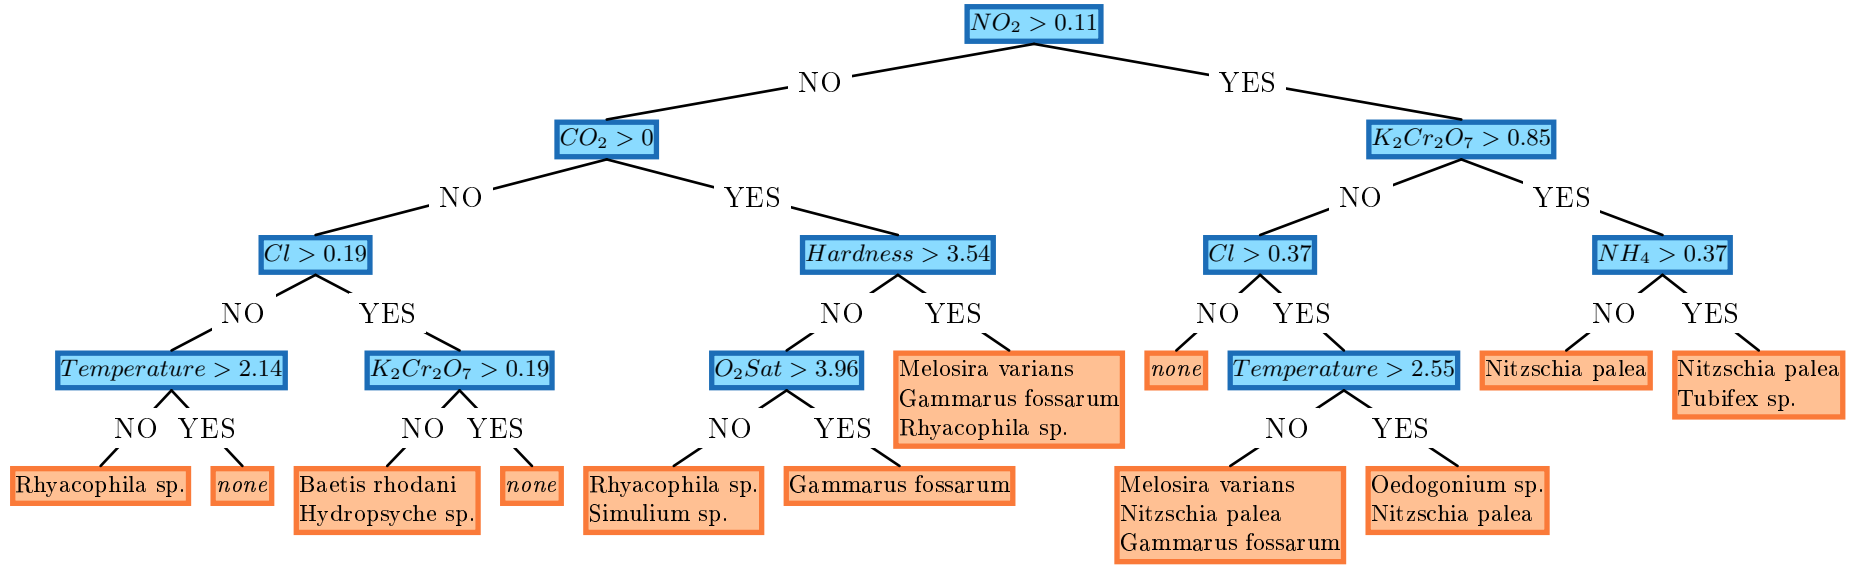 NO₂ > 0.11
NO
YES
CO₂ > 0
K₂Cr₂O₇ > 0.85
NO
YES
NO
YES
Cl > 0.19
Hardness > 3.54
Cl > 0.37
NH₄ > 0.37
NO
YES
NO
YES
NO
YES
NO
YES
Temperature > 2.14
K₂Cr₂O₇ > 0.19
O₂Sat > 3.96
Melosira varians
Gammarus fossarum
Rhyacophila sp.
none
Temperature > 2.55
Nitzschia palea
Nitzschia palea
Tubifex sp.
NO
YES
NO
YES
NO
YES
NO
YES
Rhyacophila sp.
none
Baetis rhodani
Hydropsyche sp.
none
Rhyacophila sp.
Simulium sp.
Gammarus fossarum
Melosira varians
Nitzschia palea
Gammarus fossarum
Oedogonium sp.
Nitzschia palea